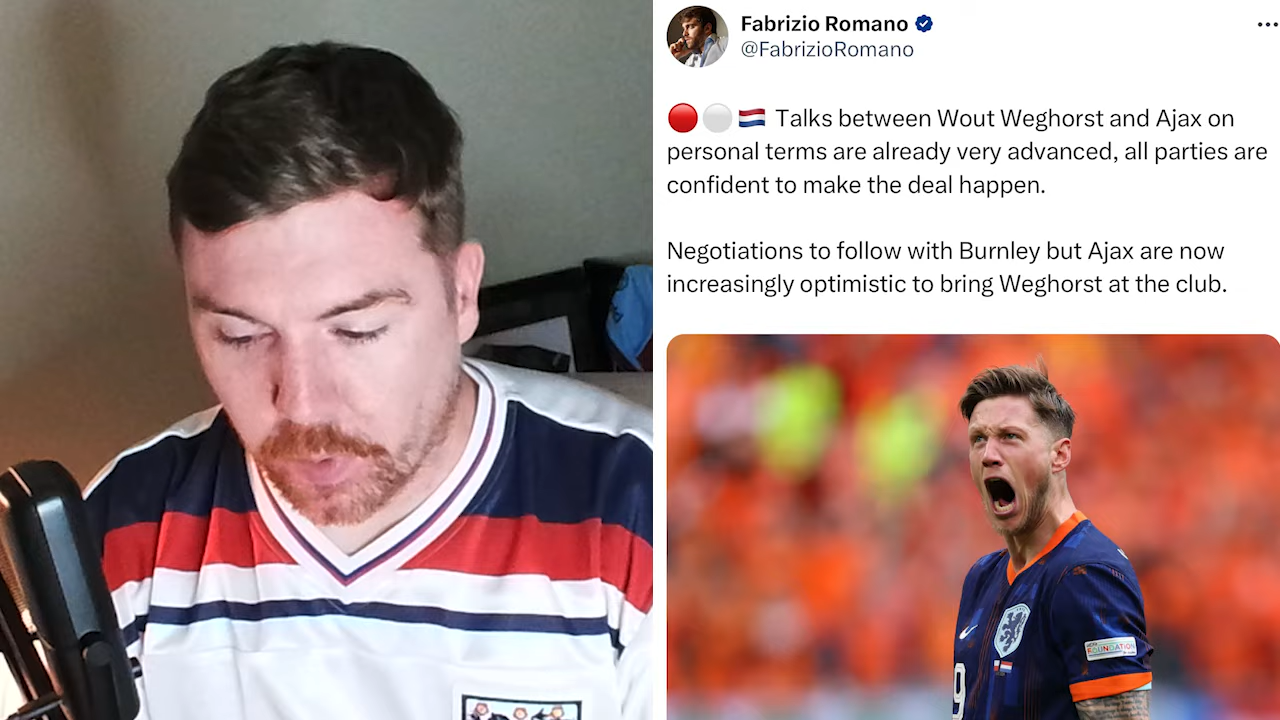 Fabrizio Romano
@FabrizioRomano
🔴⚪🇳🇱 Talks between Wout Weghorst and Ajax on
personal terms are already very advanced, all parties are
confident to make the deal happen.
Negotiations to follow with Burnley but Ajax are now
increasingly optimistic to bring Weghorst at the club.
FOUNDATION
9